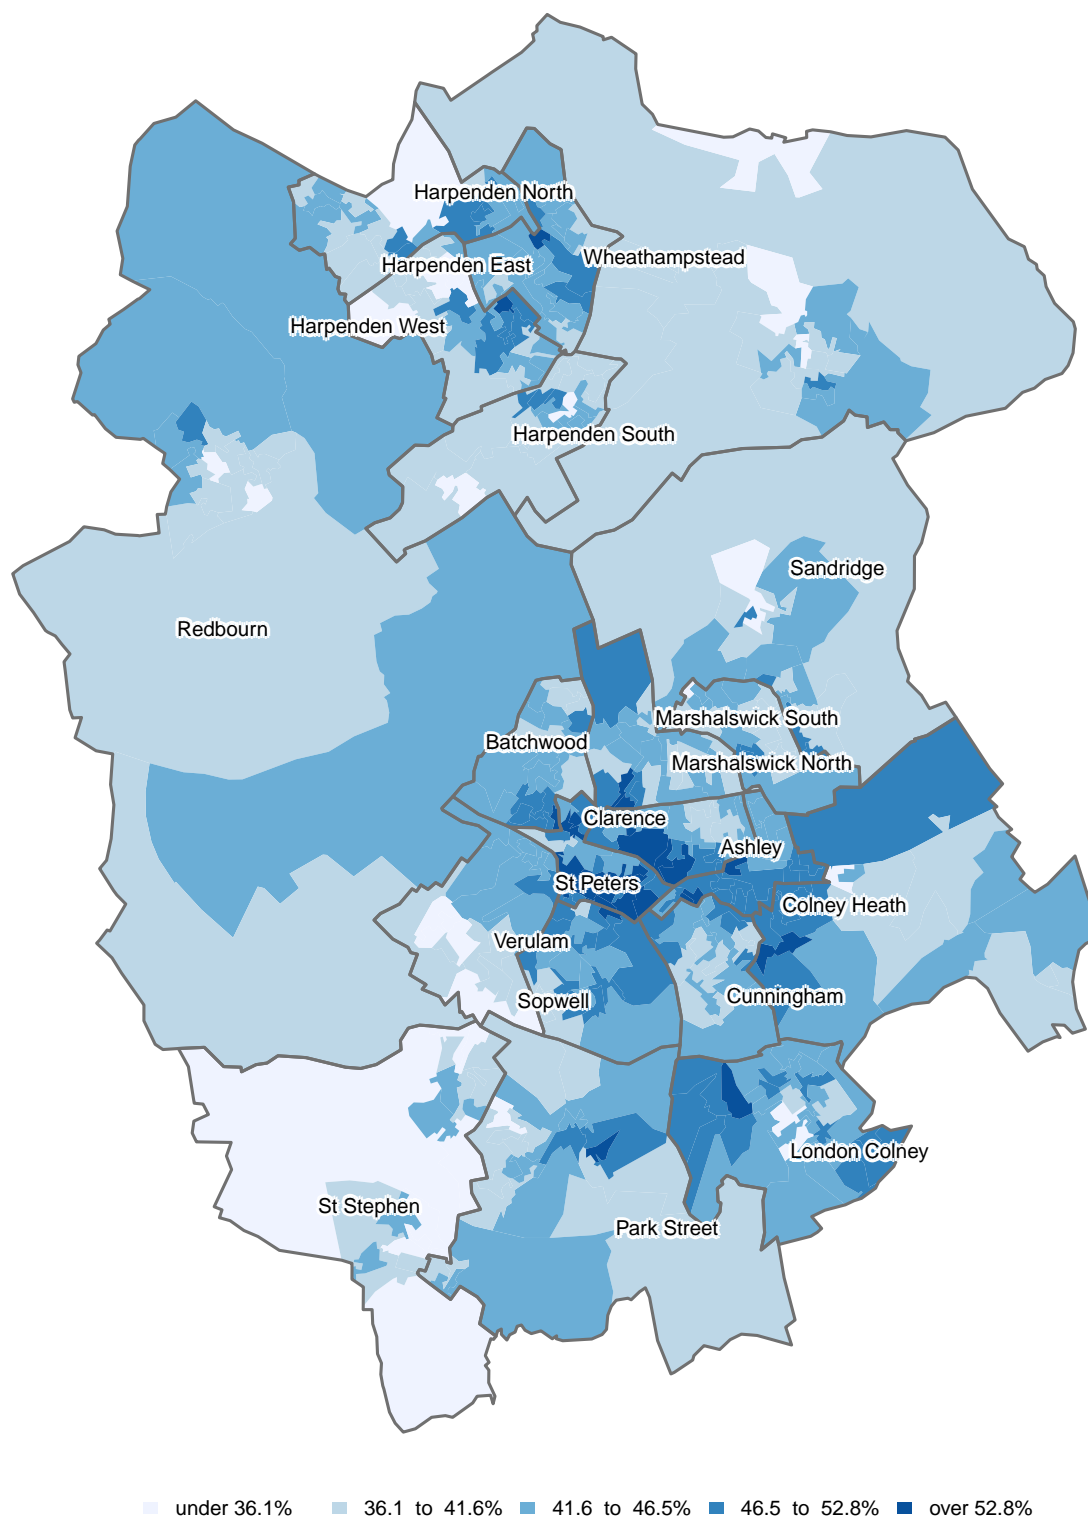 Harpenden North
Wheathampstead
Harpenden East
Harpenden West
Harpenden South
Sandridge
Redbourn
Marshalswick South
Batchwood
Marshalswick North
Clarence
Ashley
St Peters
Colney Heath
Verulam
Cunningham
Sopwell
London Colney
St Stephen
Park Street
under 36.1% 36.1 to 41.6% 41.6 to 46.5% 46.5 to 52.8% over 52.8%